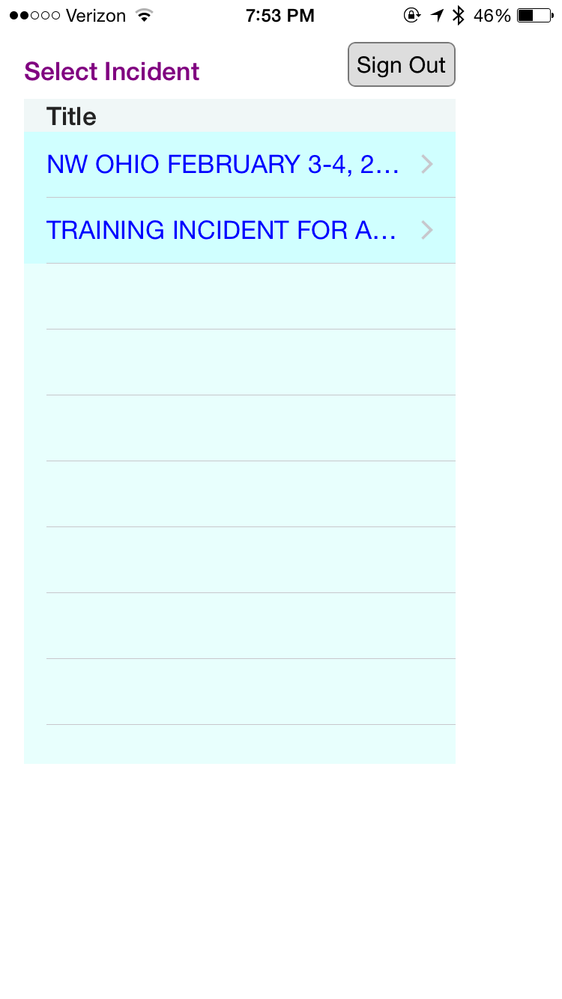 Verizon 7:53 PM 46%
Select Incident
Sign Out
Title
NW OHIO FEBRUARY 3-4, 2...
TRAINING INCIDENT FOR A...